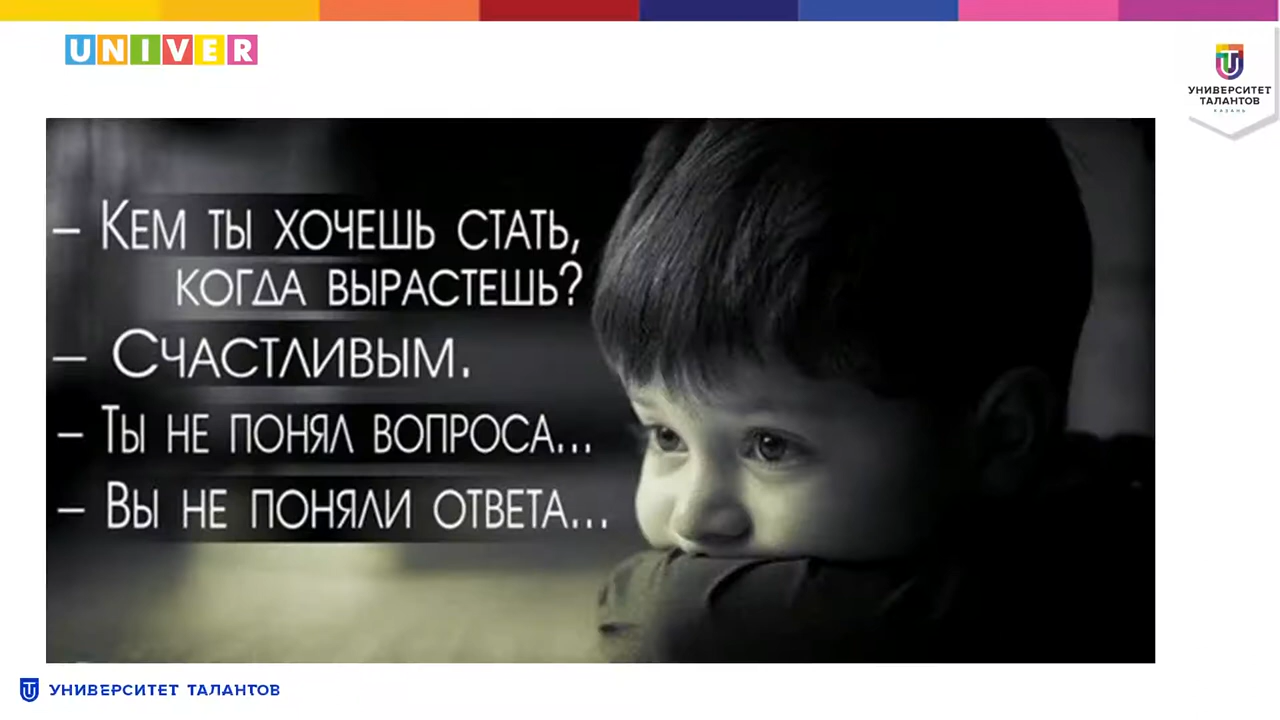 UNIVER
УНИВЕРСИТЕТ
ТАЛАНТОВ
КАЗАНЬ
– Кем ты хочешь стать,
когда вырастешь?
– Счастливым.
– Ты не понял вопроса...
– Вы не поняли ответа...
УНИВЕРСИТЕТ ТАЛАНТОВ